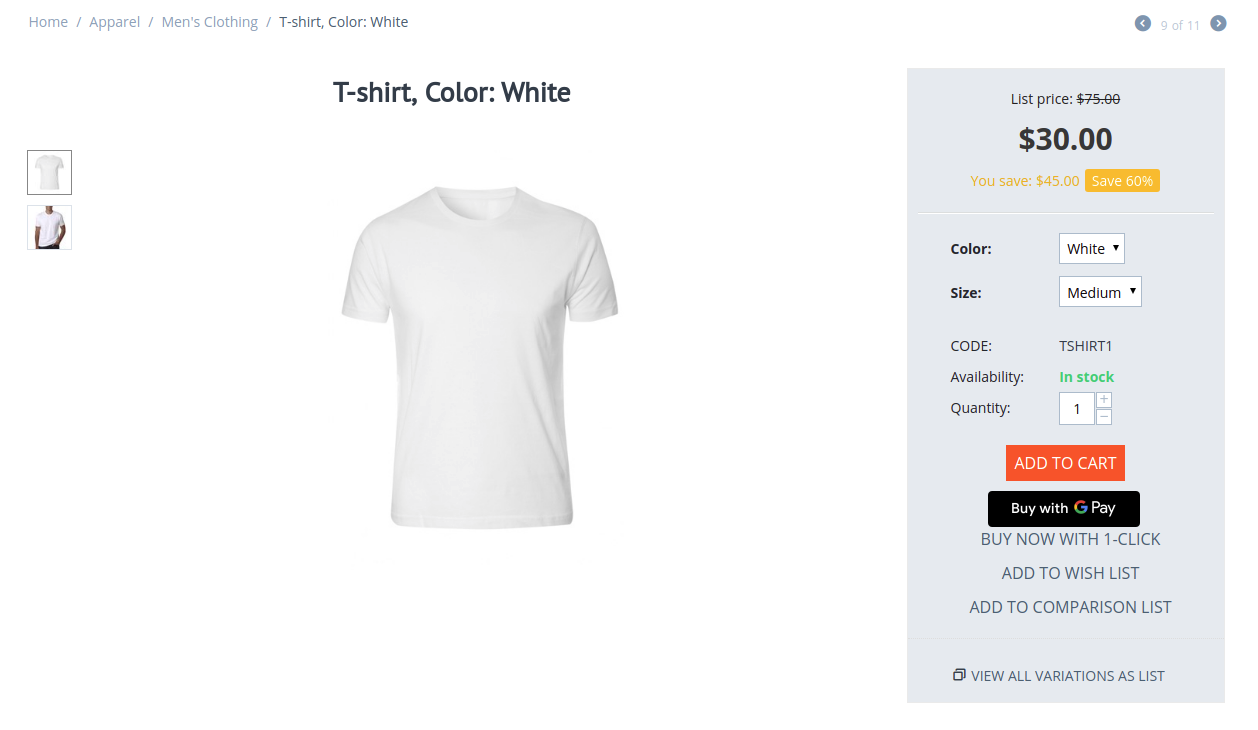 Home / Apparel / Men's Clothing / T-shirt, Color: White
9 of 11
T-shirt, Color: White
List price: $75.00
$30.00
You save: $45.00 Save 60%
Color: White
Size: Medium
CODE: TSHIRT1
Availability: In stock
Quantity: 1 + −
ADD TO CART
Buy with G Pay
BUY NOW WITH 1-CLICK
ADD TO WISH LIST
ADD TO COMPARISON LIST
VIEW ALL VARIATIONS AS LIST